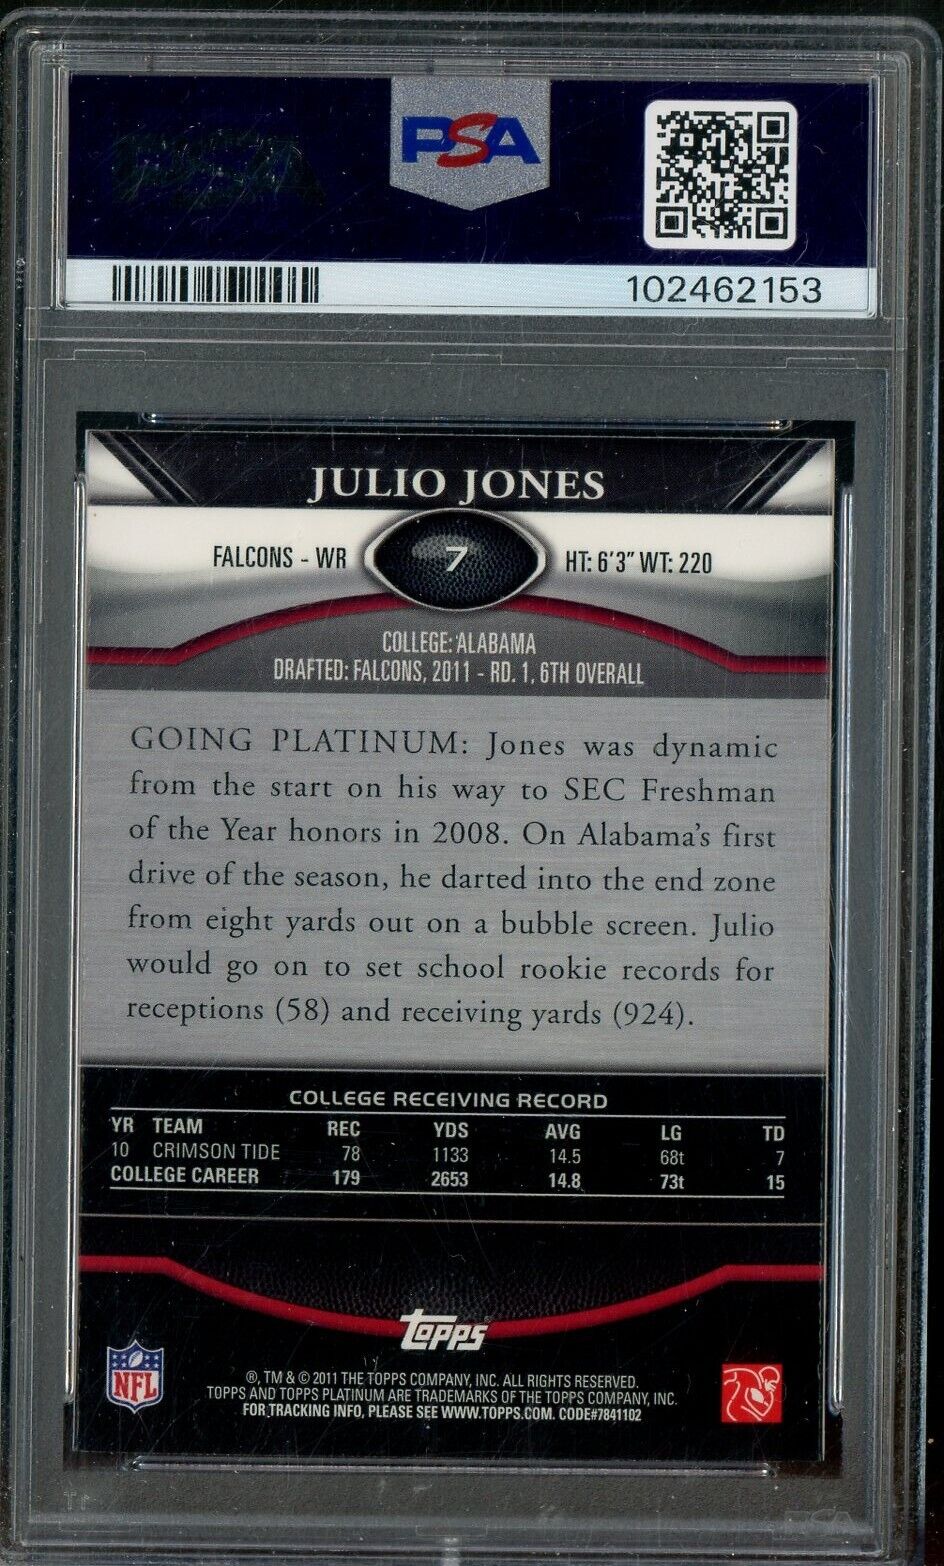 PSA
102462153
JULIO JONES
FALCONS - WR
7
HT: 6'3" WT: 220
COLLEGE: ALABAMA
DRAFTED: FALCONS, 2011 - RD. 1, 6TH OVERALL
GOING PLATINUM: Jones was dynamic
from the start on his way to SEC Freshman
of the Year honors in 2008. On Alabama's first
drive of the season, he darted into the end zone
from eight yards out on a bubble screen. Julio
would go on to set school rookie records for
receptions (58) and receiving yards (924).
COLLEGE RECEIVING RECORD
YR TEAM REC YDS AVG LG TD
10 CRIMSON TIDE 78 1133 14.5 68t 7
COLLEGE CAREER 179 2653 14.8 73t 15
Topps
NFL
®, TM & © 2011 THE TOPPS COMPANY, INC. ALL RIGHTS RESERVED.
TOPPS AND TOPPS PLATINUM ARE TRADEMARKS OF THE TOPPS COMPANY, INC.
FOR TRACKING INFO, PLEASE SEE WWW.TOPPS.COM. CODE#7841102